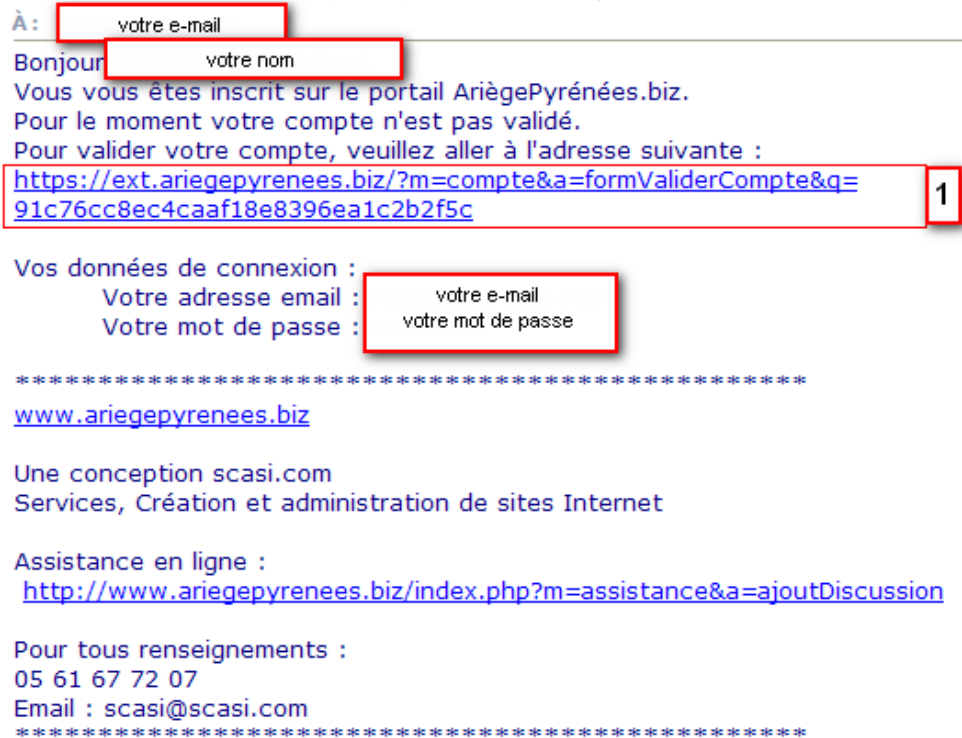 À: votre e-mail
Bonjour votre nom
Vous vous êtes inscrit sur le portail AriègePyrénées.biz.
Pour le moment votre compte n'est pas validé.
Pour valider votre compte, veuillez aller à l'adresse suivante :
https://ext.ariegepyrenees.biz/?m=compte&a=formValiderCompte&q=
91c76cc8ec4caaf18e8396ea1c2b2f5c
1
Vos données de connexion :
Votre adresse email : votre e-mail
Votre mot de passe : votre mot de passe
************************************************
www.ariegepyrenees.biz
Une conception scasi.com
Services, Création et administration de sites Internet
Assistance en ligne :
http://www.ariegepyrenees.biz/index.php?m=assistance&a=ajoutDiscussion
Pour tous renseignements :
05 61 67 72 07
Email : scasi@scasi.com
************************************************